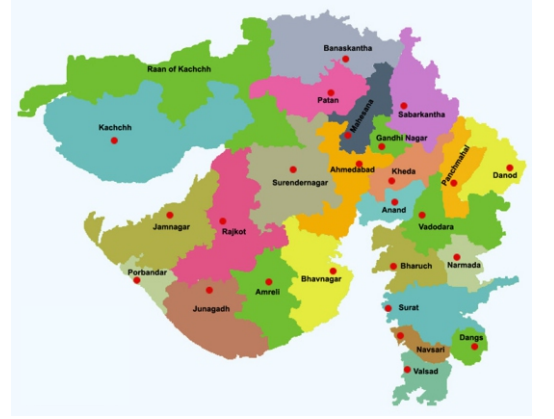 Banaskantha
Raan of Kachchh
Patan
Mahesana
Sabarkantha
Kachchh
Gandhi Nagar
Panchmahal
Ahmedabad
Kheda
Danod
Surendernagar
Anand
Jamnagar
Rajkot
Vadodara
Porbandar
Bharuch
Narmada
Bhavnagar
Amreli
Junagadh
Surat
Dangs
Navsari
Valsad